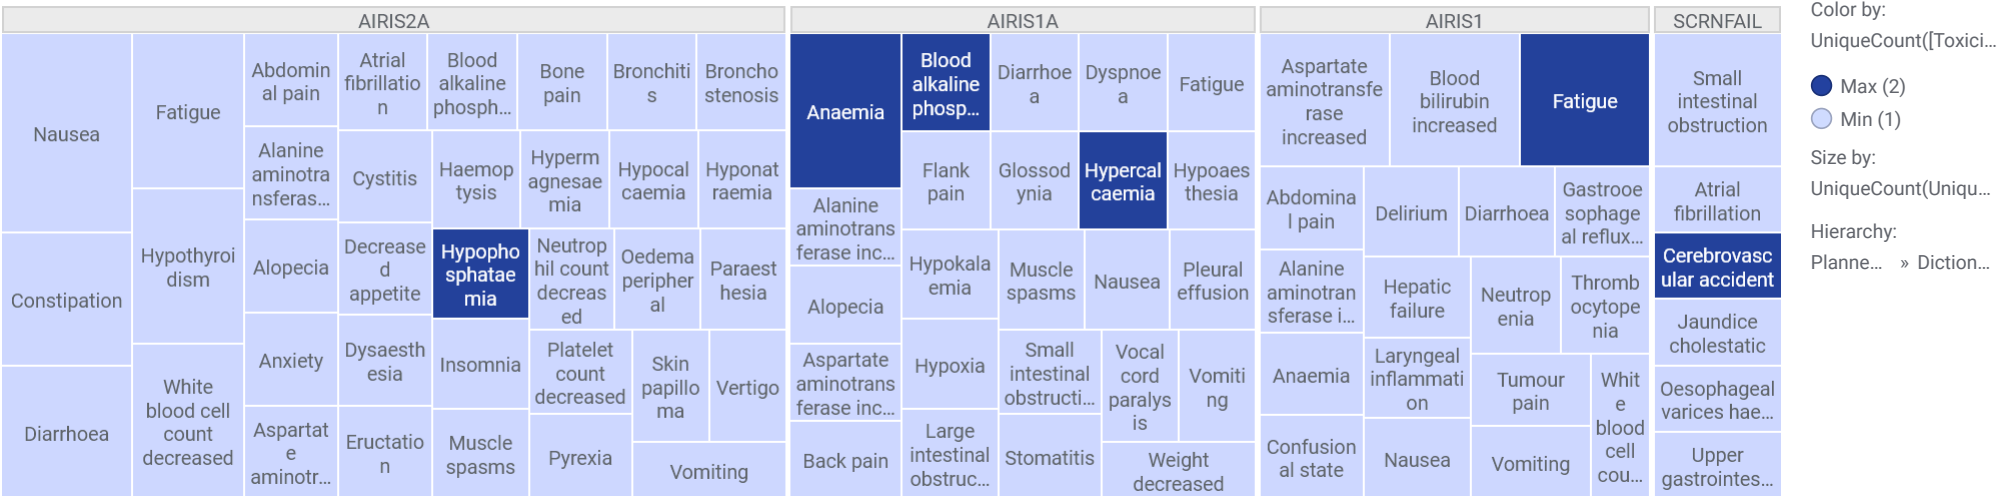 AIRIS2A
Nausea
Constipation
Diarrhoea
Fatigue
Hypothyroi
dism
White
blood cell
count
decreased
Abdomin
al pain
Alanine
aminotra
nsferas...
Alopecia
Anxiety
Aspartat
e
aminotr...
Atrial
fibrillatio
n
Cystitis
Decrease
d
appetite
Dysaesth
esia
Eructatio
n
Blood
alkaline
phosph...
Bone
pain
Bronchiti
s
Broncho
stenosis
Haemop
tysis
Hyperm
agnesae
mia
Hypocal
caemia
Hyponat
raemia
Hypopho
sphatae
mia
Insomnia
Muscle
spasms
Neutrop
hil count
decreas
ed
Oedema
peripher
al
Paraest
hesia
Platelet
count
decreased
Pyrexia
Skin
papillo
ma
Vertigo
Vomiting
AIRIS1A
Anaemia
Alanine
aminotrans
ferase inc...
Alopecia
Aspartate
aminotrans
ferase inc...
Back pain
Blood
alkaline
phosp...
Diarrhoe
a
Dyspnoe
a
Fatigue
Flank
pain
Glossod
ynia
Hypercal
caemia
Hypoaes
thesia
Hypokala
emia
Hypoxia
Large
intestinal
obstruc...
Muscle
spasms
Nausea
Pleural
effusion
Small
intestinal
obstructi...
Stomatitis
Vocal
cord
paralys
is
Vomiti
ng
Weight
decreased
AIRIS1
Aspartate
aminotransfe
rase
increased
Blood
bilirubin
increased
Fatigue
Abdomina
l pain
Alanine
aminotran
sferase i...
Anaemia
Confusion
al state
Delirium
Diarrhoea
Gastrooe
sophage
al reflux...
Hepatic
failure
Laryngeal
inflammati
on
Nausea
Neutrop
enia
Thromb
ocytope
nia
Tumour
pain
Vomiting
Whit
e
blood
cell
cou...
SCRNFAIL
Small
intestinal
obstruction
Atrial
fibrillation
Cerebrovasc
ular accident
Jaundice
cholestatic
Oesophageal
varices hae...
Upper
gastrointes...
Color by:
UniqueCount([Toxici...
Max (2)
Min (1)
Size by:
UniqueCount(Uniqu...
Hierarchy:
Planne... » Diction...